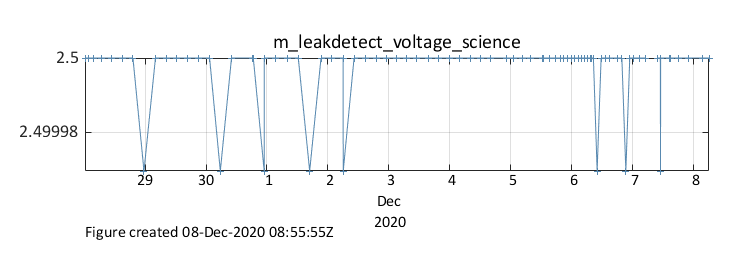 m_leakdetect_voltage_science
2.5
2.49998
29 30 1 2 3 4 5 6 7 8
Dec
2020
Figure created 08-Dec-2020 08:55:55Z